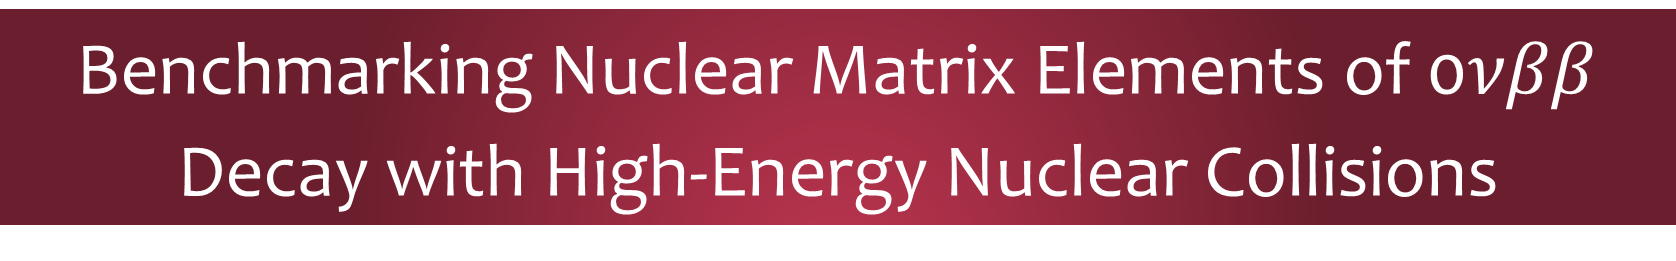 Benchmarking Nuclear Matrix Elements of 0νββ
Decay with High-Energy Nuclear Collisions